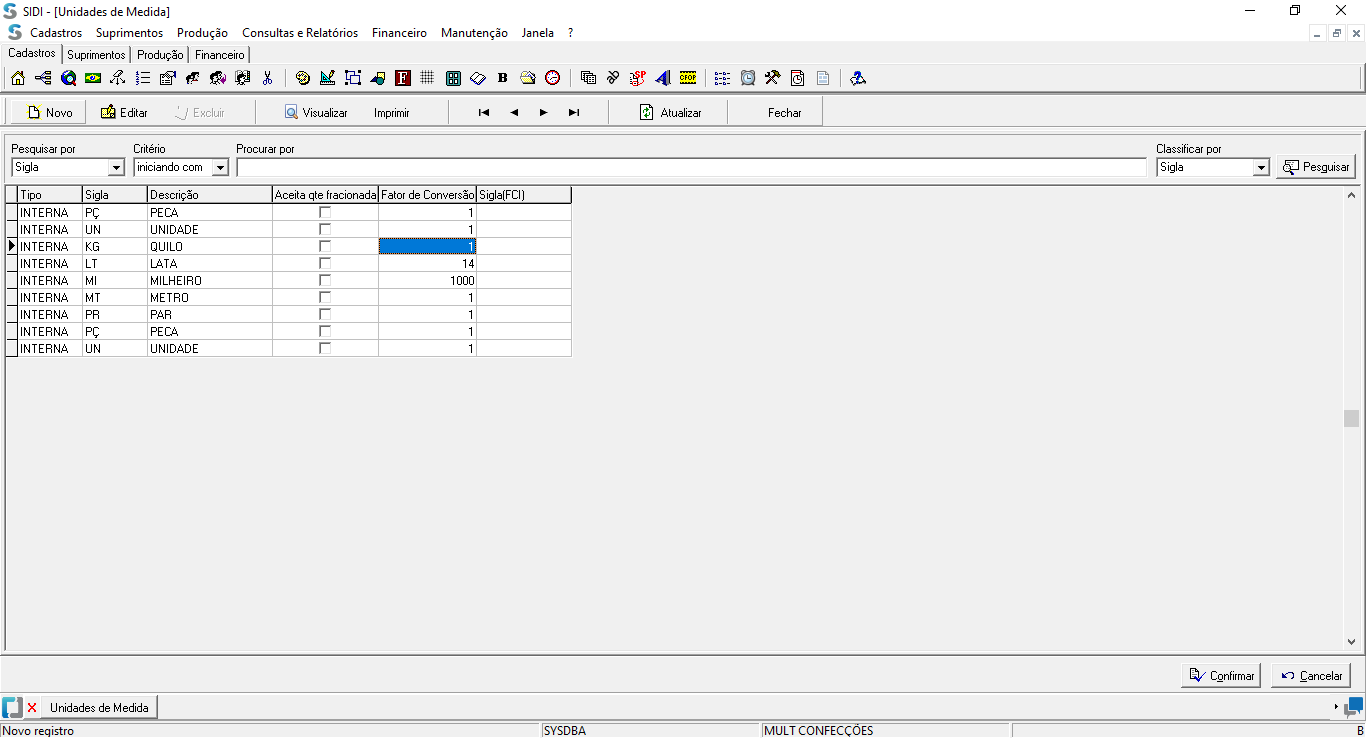 SIDI - [Unidades de Medida]
Cadastros Suprimentos Produção Consultas e Relatórios Financeiro Manutenção Janela ?
Cadastros Suprimentos Produção Financeiro
F B SP CFOP
Novo Editar Excluir Visualizar Imprimir Atualizar Fechar
Pesquisar por Critério Procurar por Classificar por
Sigla iniciando com Sigla Pesquisar
Tipo Sigla Descrição Aceita qte fracionada Fator de Conversão Sigla(FCI)
INTERNA PÇ PECA 1
INTERNA UN UNIDADE 1
INTERNA KG QUILO 1
INTERNA LT LATA 14
INTERNA MI MILHEIRO 1000
INTERNA MT METRO 1
INTERNA PR PAR 1
INTERNA PÇ PECA 1
INTERNA UN UNIDADE 1
Confirmar Cancelar
Unidades de Medida
Novo registro SYSDBA MULT CONFECÇÕES B